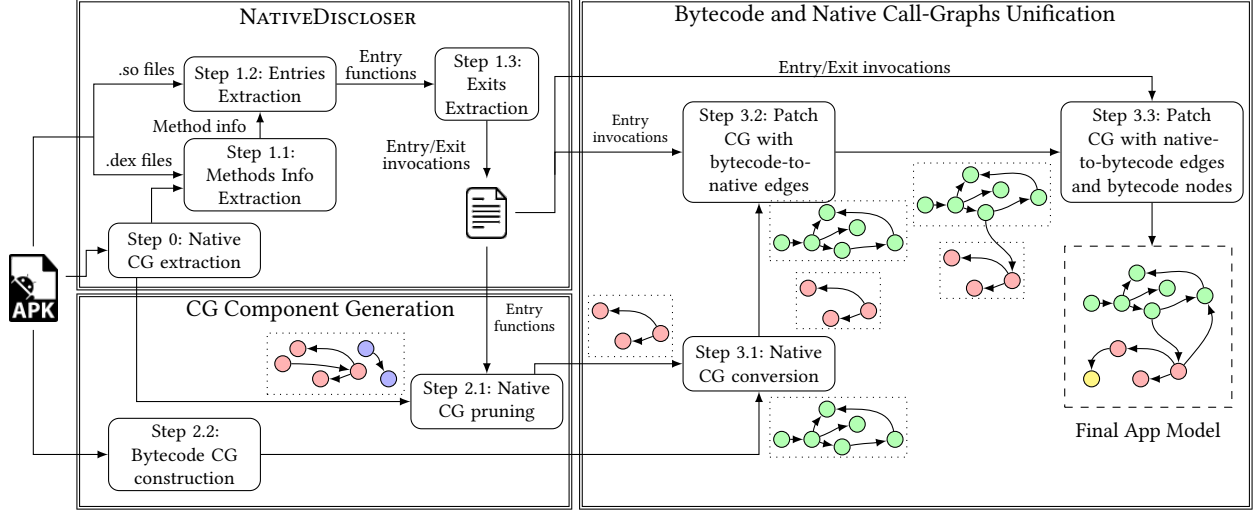 NATIVEDISCLOSER
Bytecode and Native Call-Graphs Unification
.so files
Step 1.2: Entries
Extraction
Entry
functions
Step 1.3:
Exits
Extraction
Entry/Exit invocations
Method info
.dex files
Step 1.1:
Methods Info
Extraction
Entry/Exit
invocations
Entry
invocations
Step 3.2: Patch
CG with
bytecode-to-
native edges
Step 3.3: Patch
CG with native-
to-bytecode edges
and bytecode nodes
Step 0: Native
CG extraction
APK
CG Component Generation
Entry
functions
Step 2.1: Native
CG pruning
Step 3.1: Native
CG conversion
Step 2.2:
Bytecode CG
construction
Final App Model